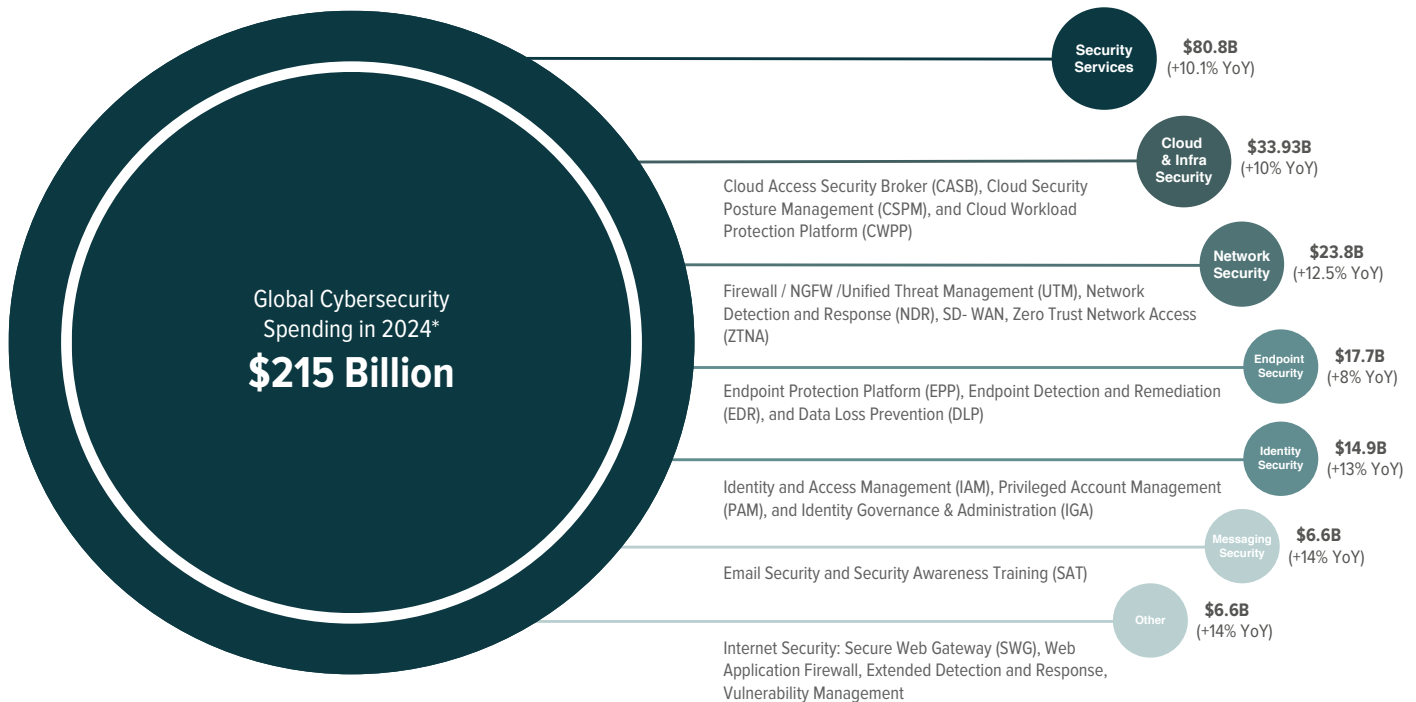 Global Cybersecurity
Spending in 2024*
$215 Billion
Security
Services
$80.8B
(+10.1% YoY)
Cloud
& Infra
Security
$33.93B
(+10% YoY)
Cloud Access Security Broker (CASB), Cloud Security
Posture Management (CSPM), and Cloud Workload
Protection Platform (CWPP)
Network
Security
$23.8B
(+12.5% YoY)
Firewall / NGFW /Unified Threat Management (UTM), Network
Detection and Response (NDR), SD- WAN, Zero Trust Network Access
(ZTNA)
Endpoint
Security
$17.7B
(+8% YoY)
Endpoint Protection Platform (EPP), Endpoint Detection and Remediation
(EDR), and Data Loss Prevention (DLP)
Identity
Security
$14.9B
(+13% YoY)
Identity and Access Management (IAM), Privileged Account Management
(PAM), and Identity Governance & Administration (IGA)
Messaging
Security
$6.6B
(+14% YoY)
Email Security and Security Awareness Training (SAT)
Other
$6.6B
(+14% YoY)
Internet Security: Secure Web Gateway (SWG), Web
Application Firewall, Extended Detection and Response,
Vulnerability Management